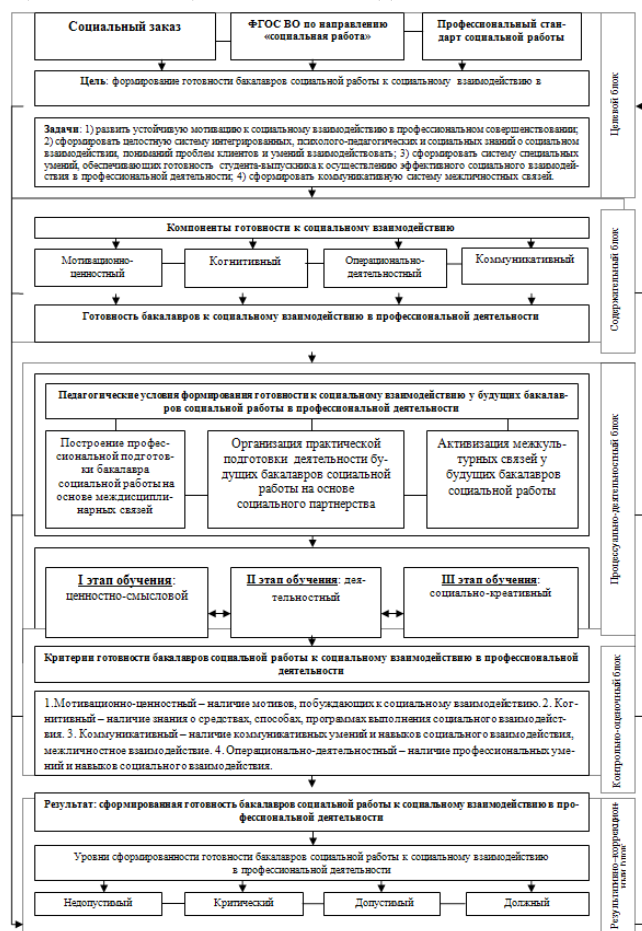 Социальный заказ
ФГОС ВО по направлению
«социальная работа»
Профессиональный стан-
дарт социальной работы
Цель: формирование готовности бакалавров социальной работы к социальному взаимодействию в
Задачи: 1) развить устойчивую мотивацию к социальному взаимодействию в профессиональном совершенствовании;
2) сформировать целостную систему интегрированных, психолого-педагогических и социальных знаний о социальном
взаимодействии, пониманий проблем клиентов и умений взаимодействовать; 3) сформировать систему специальных
умений, обеспечивающих готовность студента-выпускника к осуществлению эффективного социального взаимодей-
ствия в профессиональной деятельности; 4) сформировать коммуникативную систему межличностных связей.
Целевой блок
Компоненты готовности к социальному взаимодействию
Мотивационно-
ценностный
Когнитивный
Операционально-
деятельностный
Коммуникативный
Готовность бакалавров к социальному взаимодействию в профессиональной деятельности
Содержательный блок
Педагогические условия формирования готовности к социальному взаимодействию у будущих бакалав-
ров социальной работы в профессиональной деятельности
Построение профес-
сиональной подготов-
ки бакалавра
социальной работы на
основе междисципли-
нарных связей
Организация практической
подготовки деятельности бу-
дущих бакалавров социальной
работы на основе
социального партнерства
Активизация межкуль-
турных связей у
будущих бакалавров
социальной работы
I этап обучения:
ценностно-смысловой
II этап обучения: дея-
тельностный
III этап обучения:
социально-креативный
Процессуально-деятельностный блок
Критерии готовности бакалавров социальной работы к социальному взаимодействию в профессиональной
деятельности
1.Мотивационно-ценностный – наличие мотивов, побуждающих к социальному взаимодействию. 2. Ког-
нитивный – наличие знания о средствах, способах, программах выполнения социального взаимодейст-
вия. 3. Коммуникативный – наличие коммуникативных умений и навыков социального взаимодействия,
межличностное взаимодействие. 4. Операционально-деятельностный – наличие профессиональных уме-
ний и навыков социального взаимодействия.
Контрольно-оценочный блок
Результат: сформированная готовность бакалавров социальной работы к социальному взаимодействию в про-
фессиональной деятельности
Уровни сформированности готовности бакалавров социальной работы к социальному взаимодействию
в профессиональной деятельности
Недопустимый
Критический
Допустимый
Должный
Результативно-коррекцион-
ный блок